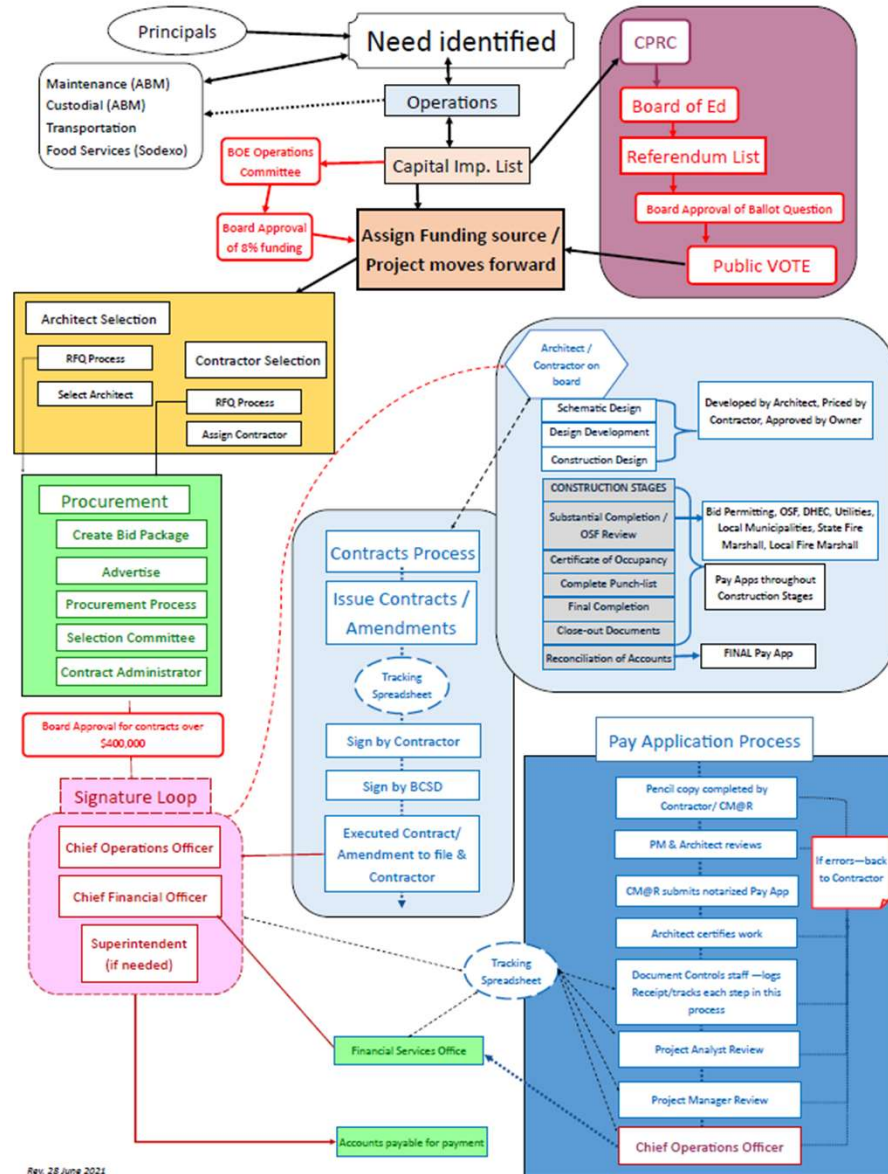 Principals
Need identified
CPRC
Maintenance (ABM)
Custodial (ABM)
Transportation
Food Services (Sodexo)
Operations
Board of Ed
BOE Operations
Committee
Capital Imp. List
Referendum List
Board Approval
of 8% funding
Assign Funding source /
Project moves forward
Board Approval of Ballot Question
Public VOTE
Architect Selection
RFQ Process
Select Architect
Contractor Selection
RFQ Process
Assign Contractor
Architect /
Contractor on
board
Schematic Design
Design Development
Construction Design
Developed by Architect, Priced by
Contractor, Approved by Owner
CONSTRUCTION STAGES
Substantial Completion /
OSF Review
Certificate of Occupancy
Complete Punch-list
Final Completion
Close-out Documents
Reconciliation of Accounts
Bid Permitting, OSF, DHEC, Utilities,
Local Municipalities, State Fire
Marshall, Local Fire Marshall
Pay Apps throughout
Construction Stages
FINAL Pay App
Procurement
Create Bid Package
Advertise
Procurement Process
Selection Committee
Contract Administrator
Board Approval for contracts over
$400,000
Contracts Process
Issue Contracts /
Amendments
Tracking
Spreadsheet
Sign by Contractor
Sign by BCSD
Executed Contract/
Amendment to file &
Contractor
Signature Loop
Chief Operations Officer
Chief Financial Officer
Superintendent
(if needed)
Pay Application Process
Pencil copy completed by
Contractor/ CM@R
PM & Architect reviews
CM@R submits notarized Pay App
Architect certifies work
Document Controls staff —logs
Receipt/tracks each step in this
process
Project Analyst Review
Project Manager Review
Chief Operations Officer
If errors—back
to Contractor
Tracking
Spreadsheet
Financial Services Office
Accounts payable for payment
Rev. 28 June 2021